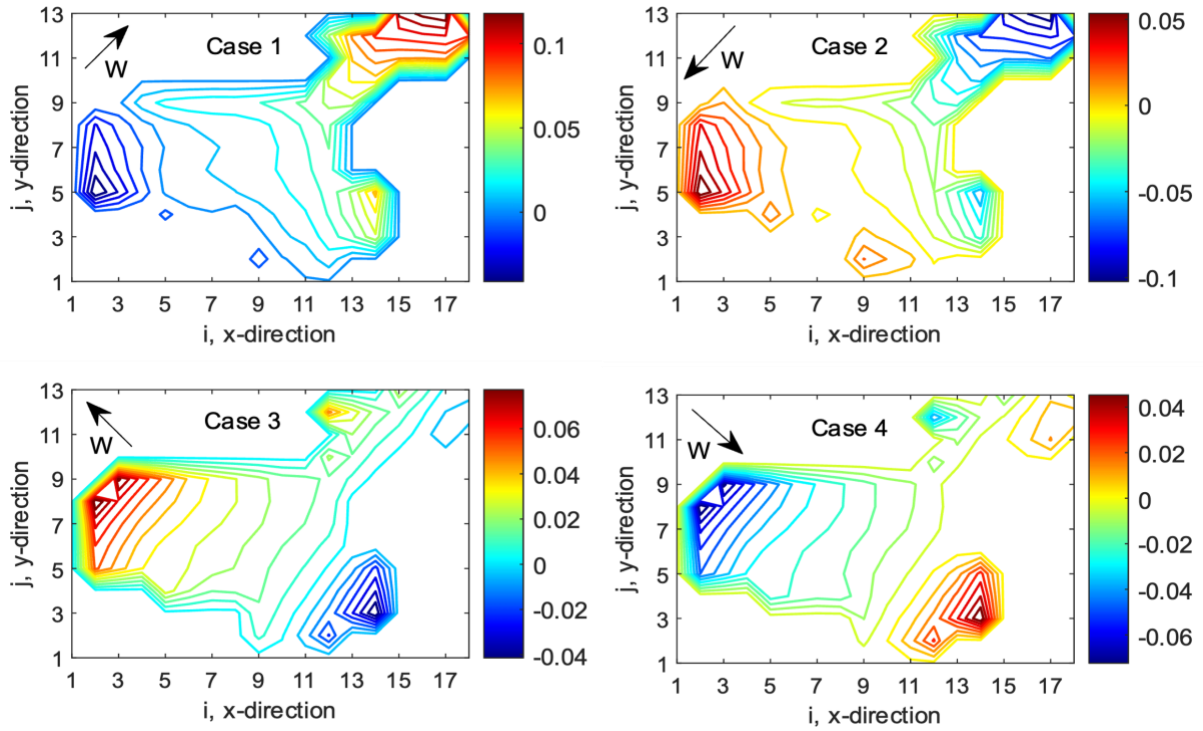 13
11
9
7
5
3
1
j, y-direction
W
Case 1
1 3 5 7 9 11 13 15 17
i, x-direction
0.1
0.05
0
13
11
9
7
5
3
1
j, y-direction
W
Case 2
1 3 5 7 9 11 13 15 17
i, x-direction
0.05
0
-0.05
-0.1
13
11
9
7
5
3
1
j, y-direction
W
Case 3
1 3 5 7 9 11 13 15 17
i, x-direction
0.06
0.04
0.02
0
-0.02
-0.04
13
11
9
7
5
3
1
j, y-direction
W
Case 4
1 3 5 7 9 11 13 15 17
i, x-direction
0.04
0.02
0
-0.02
-0.04
-0.06